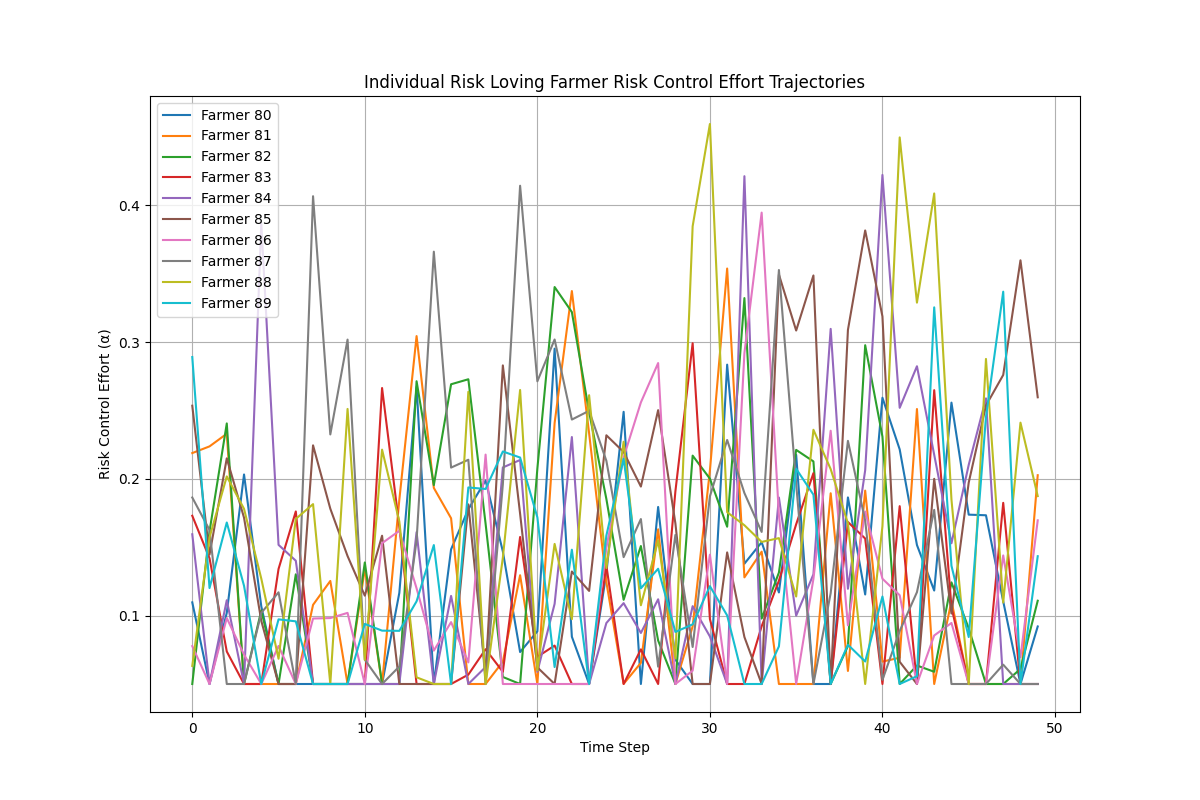 Individual Risk Loving Farmer Risk Control Effort Trajectories
Farmer 80
Farmer 81
Farmer 82
Farmer 83
Farmer 84
Farmer 85
Farmer 86
Farmer 87
Farmer 88
Farmer 89
Risk Control Effort (α)
0.4
0.3
0.2
0.1
0 10 20 30 40 50
Time Step